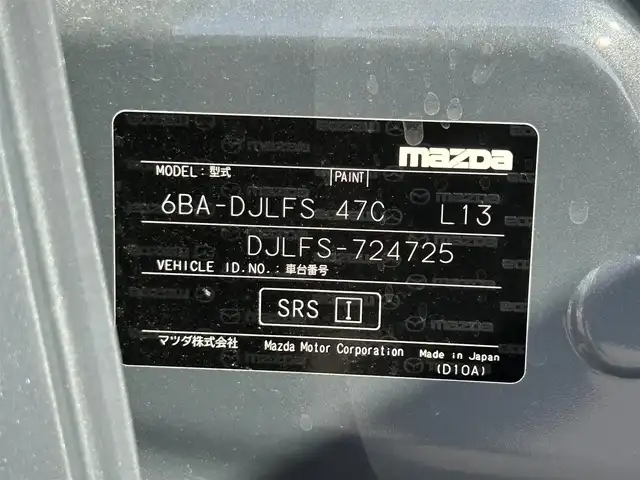 mazda
MODEL:型式 PAINT
6BA-DJLFS 47C L13
DJLFS-724725
VEHICLE ID.NO.:車台番号
SRS I
マツダ株式会社 Mazda Motor Corporation Made in Japan
(D10A)